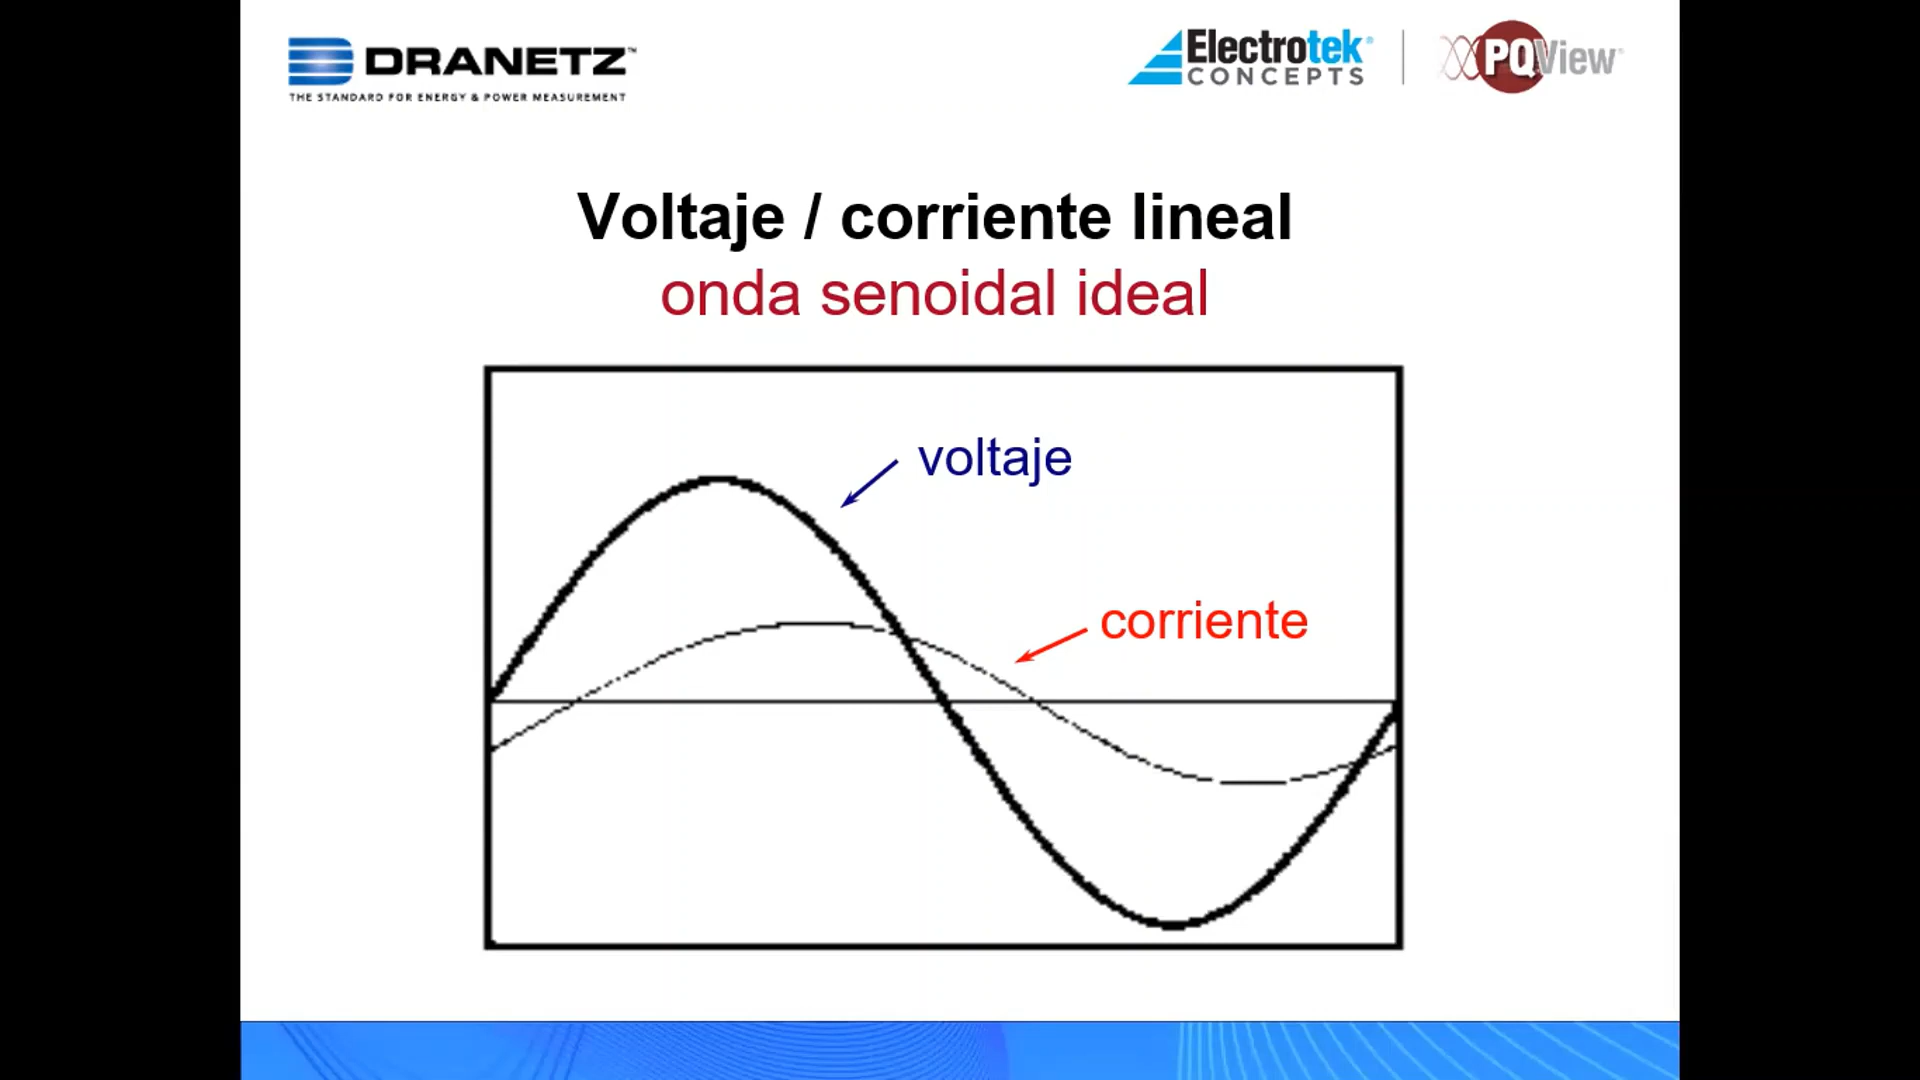 DRANETZ™
THE STANDARD FOR ENERGY & POWER MEASUREMENT
Electrotek®
CONCEPTS
PQView®
Voltaje / corriente lineal
onda senoidal ideal
voltaje
corriente